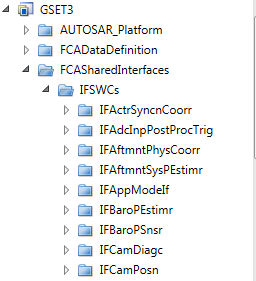 GSET3
AUTOSAR_Platform
FCADataDefinition
FCASharedInterfaces
IFSWCs
IFActrSyncnCoorr
IFAdcInpPostProcTrig
IFAftmntPhysCoorr
IFAftmntSysPEstimr
IFAppModeIf
IFBaroPEstimr
IFBaroPSnsr
IFCamDiagc
IFCamPosn